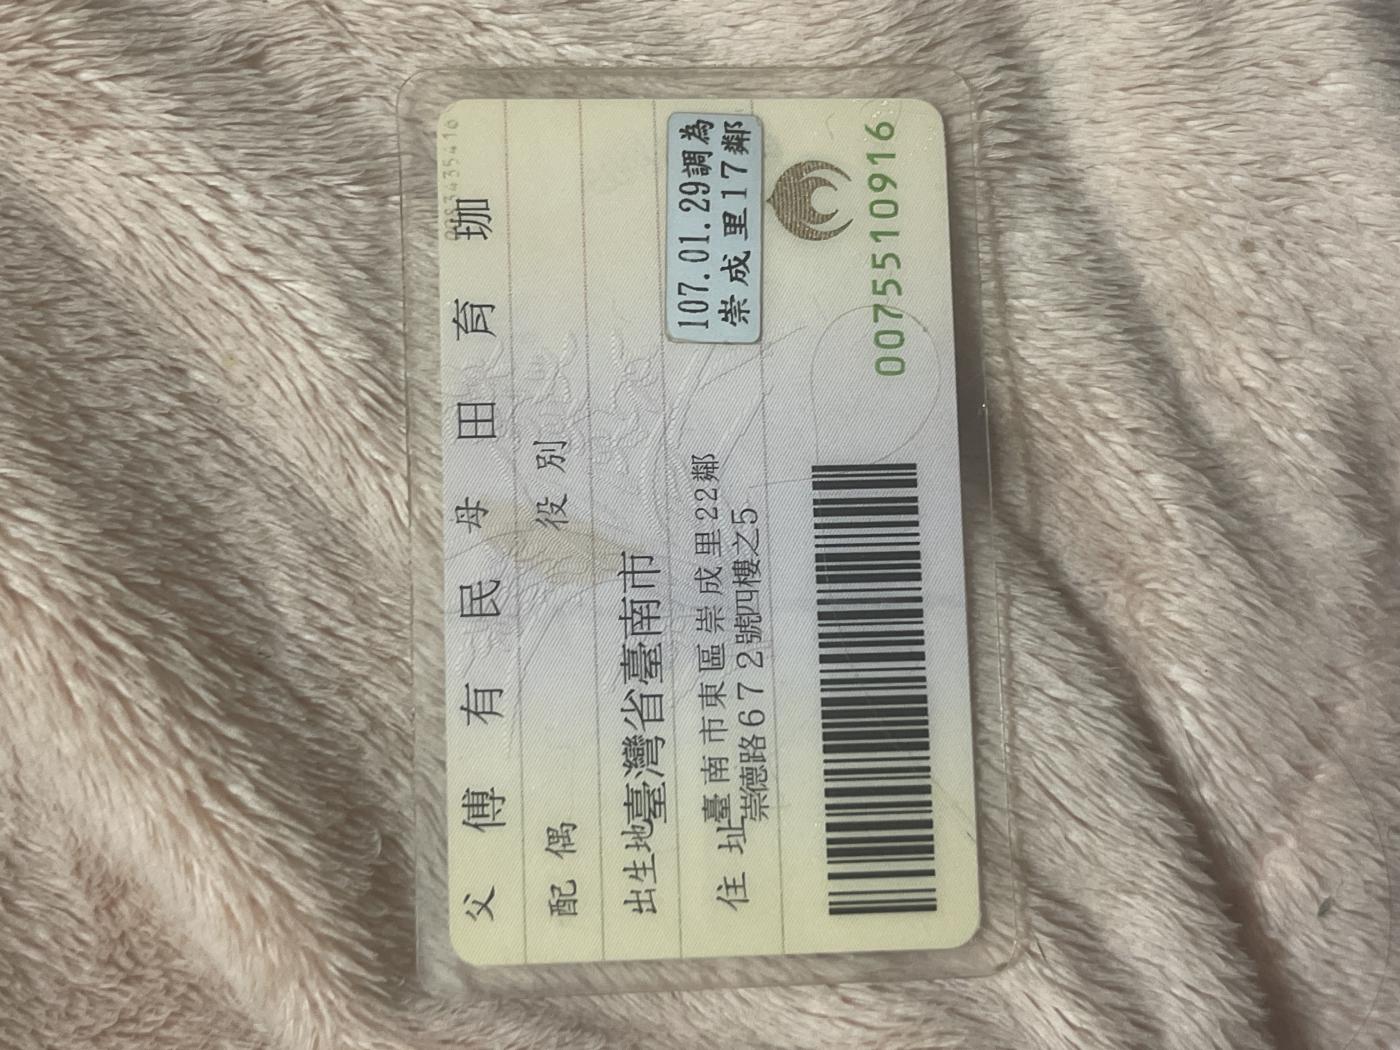 0083435416
父 傅 有 民 母 田 育 珈
配偶 役別
出生地臺灣省臺南市
住址臺南市東區崇成里22鄰
崇德路672號四樓之5
107.01.29調為
崇成里17鄰
0075510916